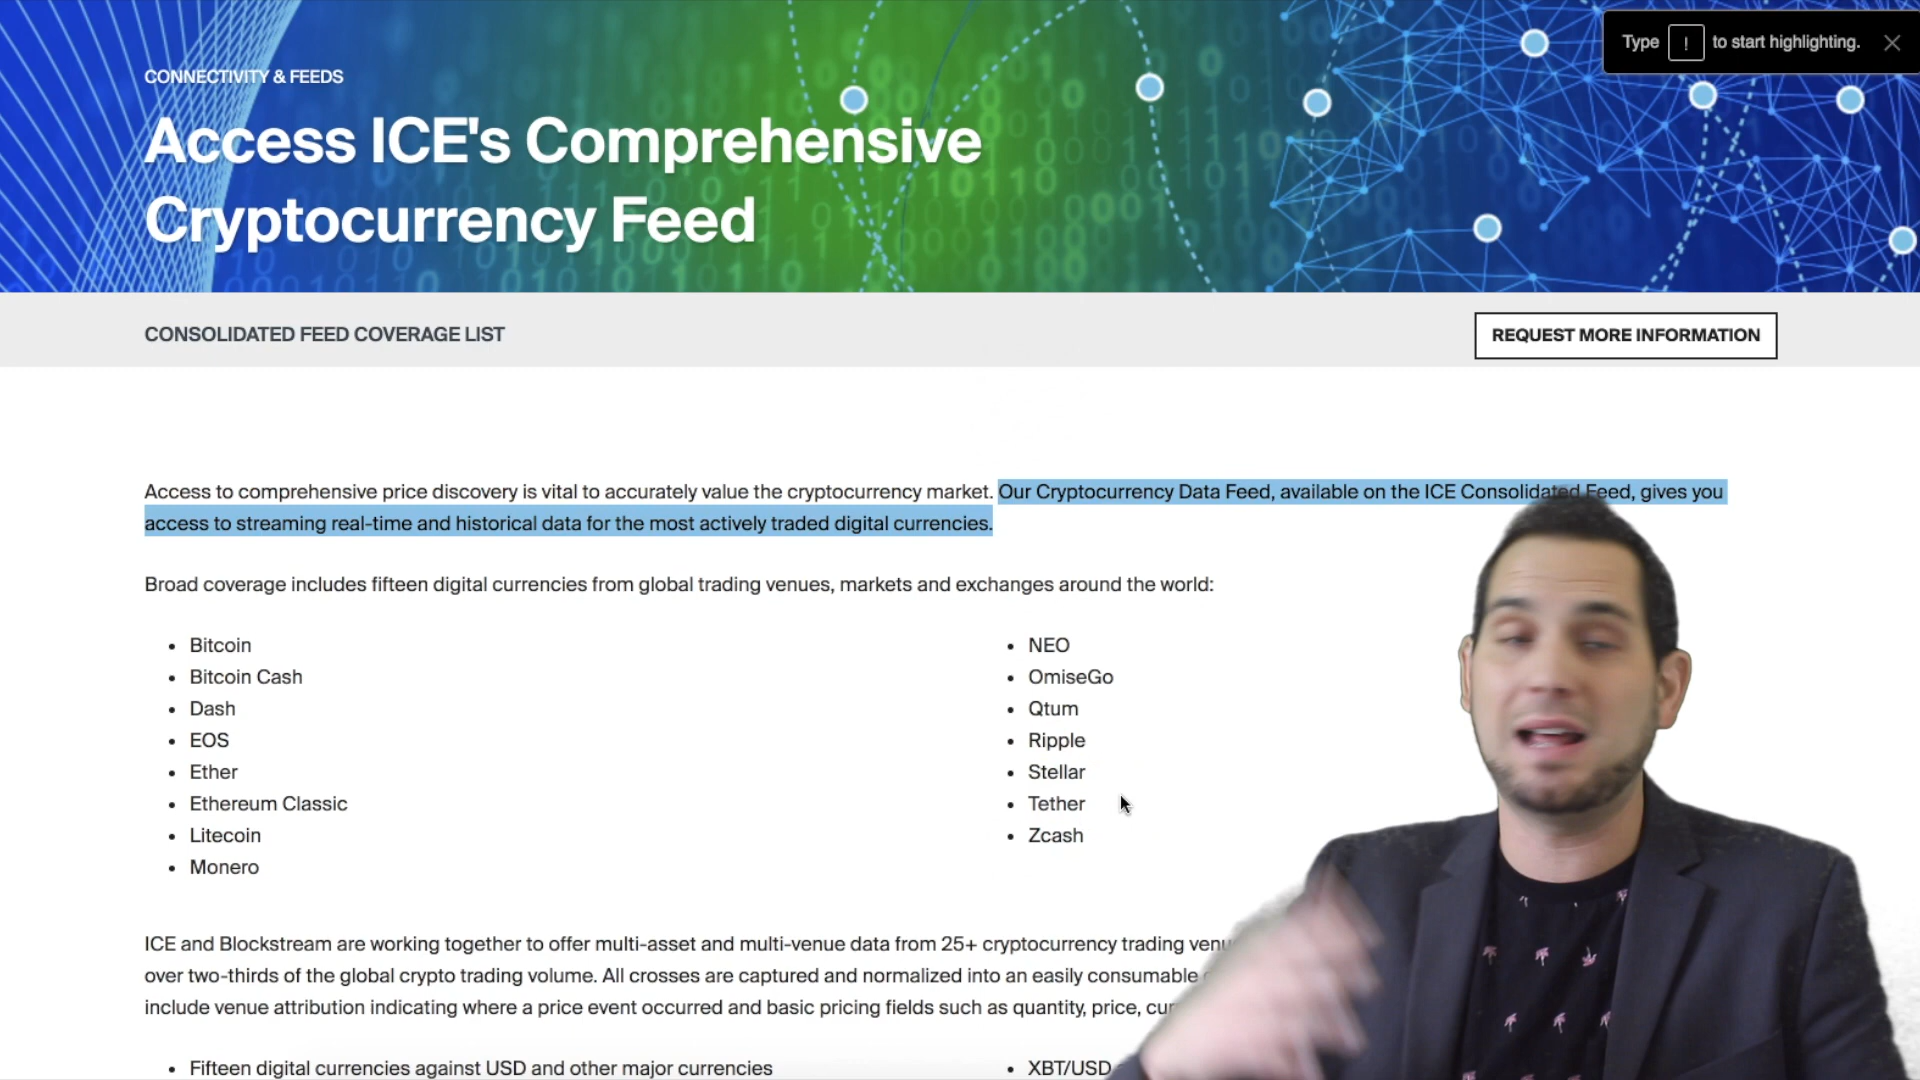 Type ! to start highlighting.
CONNECTIVITY & FEEDS
Access ICE's Comprehensive
Cryptocurrency Feed
CONSOLIDATED FEED COVERAGE LIST
REQUEST MORE INFORMATION
Access to comprehensive price discovery is vital to accurately value the cryptocurrency market. Our Cryptocurrency Data Feed, available on the ICE Consolidated Feed, gives you
access to streaming real-time and historical data for the most actively traded digital currencies.
Broad coverage includes fifteen digital currencies from global trading venues, markets and exchanges around the world:
• Bitcoin
• Bitcoin Cash
• Dash
• EOS
• Ether
• Ethereum Classic
• Litecoin
• Monero
• NEO
• OmiseGo
• Qtum
• Ripple
• Stellar
• Tether
• Zcash
ICE and Blockstream are working together to offer multi-asset and multi-venue data from 25+ cryptocurrency trading
over two-thirds of the global crypto trading volume. All crosses are captured and normalized into an easily consumable
include venue attribution indicating where a price event occurred and basic pricing fields such as quantity, price,
• Fifteen digital currencies against USD and other major currencies
• XBT/USD